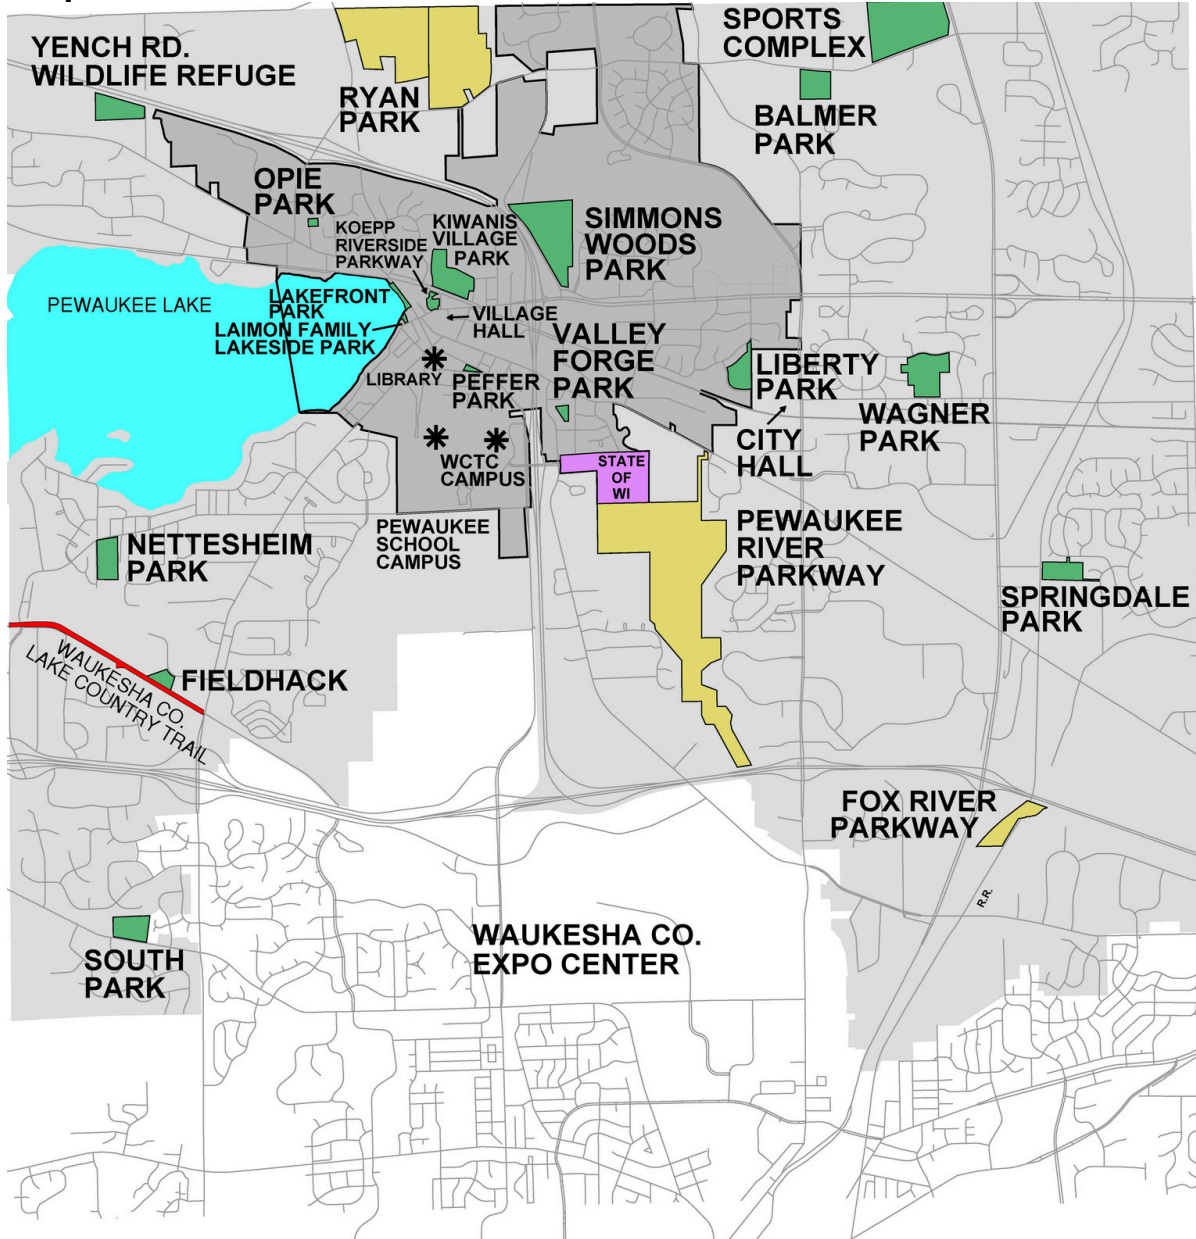 SPORTS
COMPLEX
YENCH RD.
WILDLIFE REFUGE
RYAN
PARK
BALMER
PARK
OPIE
PARK
KOEPP
RIVERSIDE
PARKWAY
KIWANIS
VILLAGE
PARK
SIMMONS
WOODS
PARK
PEWAUKEE LAKE
LAKEFRONT
PARK
LAIMON FAMILY
LAKESIDE PARK
VILLAGE
HALL
VALLEY
FORGE
PARK
LIBRARY
PEFFER
PARK
LIBERTY
PARK
WAGNER
PARK
CITY
HALL
WCTC
CAMPUS
STATE
OF
WI
PEWAUKEE
SCHOOL
CAMPUS
PEWAUKEE
RIVER
PARKWAY
NETTESHEIM
PARK
SPRINGDALE
PARK
WAUKESHA CO.
LAKE COUNTRY TRAIL
FIELDHACK
FOX RIVER
PARKWAY
R.R.
SOUTH
PARK
WAUKESHA CO.
EXPO CENTER